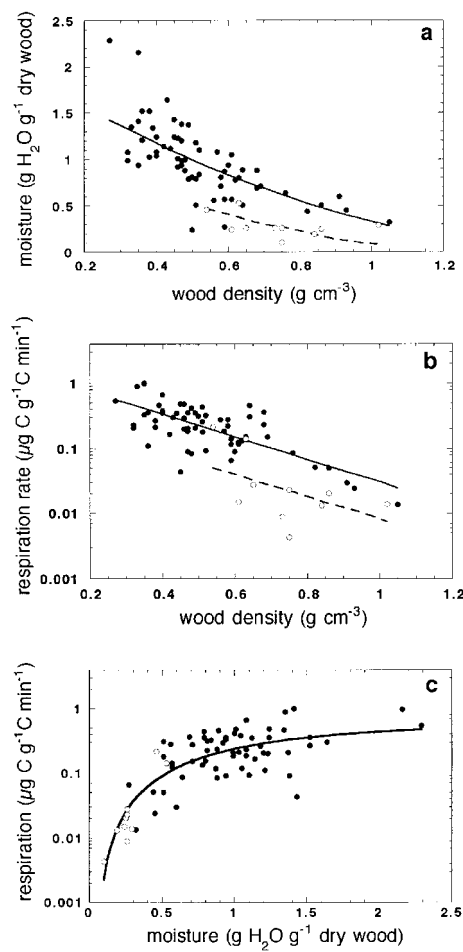 a
moisture (g H₂O g⁻¹ dry wood)
2.5
2
1.5
1
0.5
0
0.2 0.4 0.6 0.8 1 1.2
wood density (g cm⁻³)
b
respiration rate (µg C g⁻¹C min⁻¹)
1
0.1
0.01
0.001
0.2 0.4 0.6 0.8 1 1.2
wood density (g cm⁻³)
c
respiration (µg C g⁻¹C min⁻¹)
1
0.1
0.01
0.001
0 0.5 1 1.5 2 2.5
moisture (g H₂O g⁻¹ dry wood)